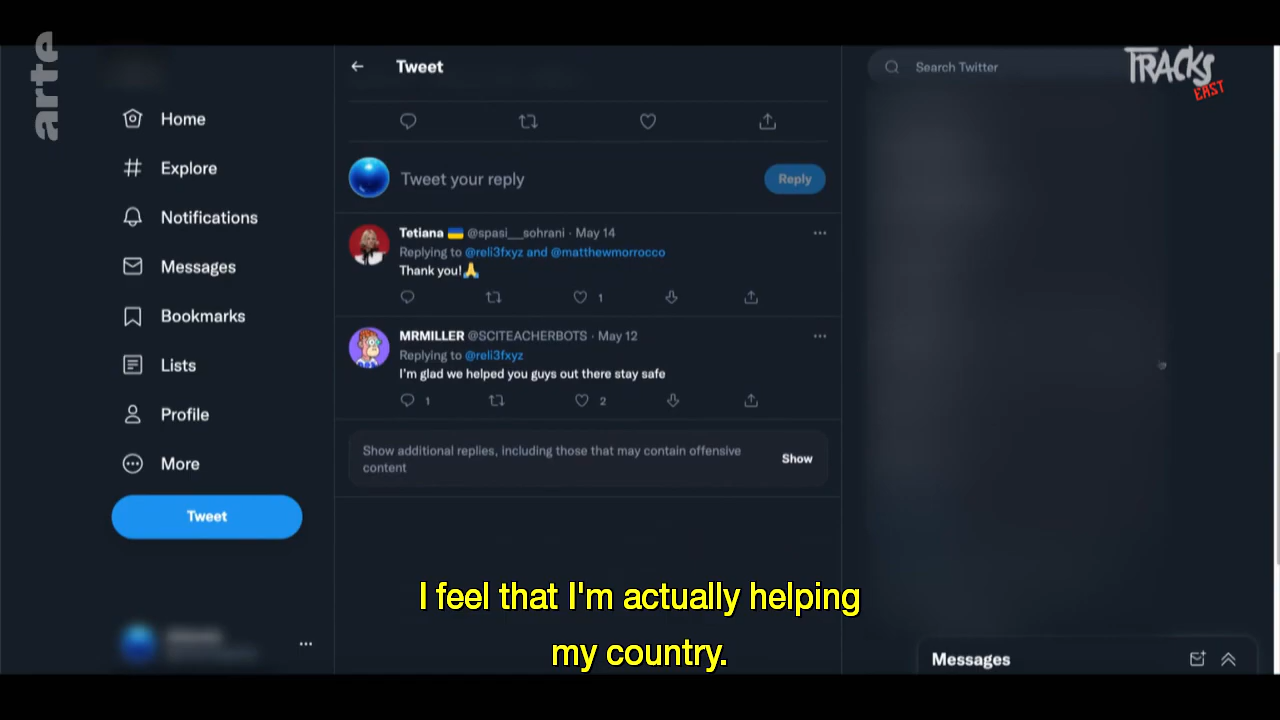 arte
TRACKS
EAST
Home
Explore
Notifications
Messages
Bookmarks
Lists
Profile
More
Tweet
Tweet
Tweet your reply
Reply
Tetiana 🇺🇦 @spasi__sohrani · May 14
Replying to @reli3fxyz and @matthewmorrocco
Thank you!🙏
1
MRMILLER @SCITEACHERBOTS · May 12
Replying to @reli3fxyz
I'm glad we helped you guys out there stay safe
1 2
Show additional replies, including those that may contain offensive
content
Show
Search Twitter
Messages
I feel that I'm actually helping
my country.